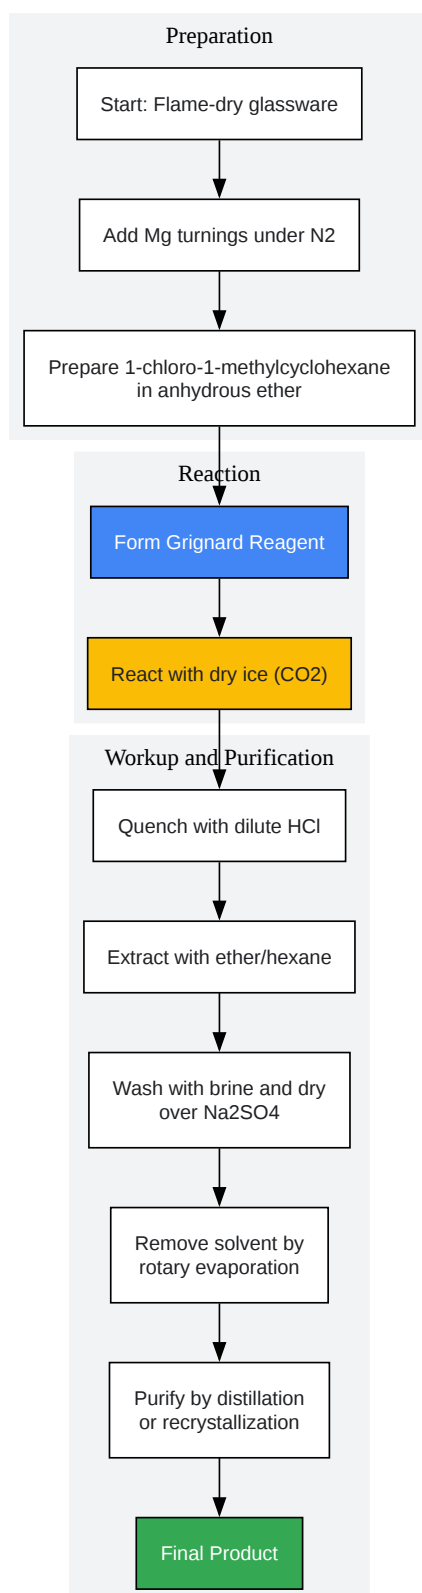 Preparation
Start: Flame-dry glassware
Add Mg turnings under N2
Prepare 1-chloro-1-methylcyclohexane
in anhydrous ether
Reaction
Form Grignard Reagent
React with dry ice (CO2)
Workup and Purification
Quench with dilute HCl
Extract with ether/hexane
Wash with brine and dry
over Na2SO4
Remove solvent by
rotary evaporation
Purify by distillation
or recrystallization
Final Product